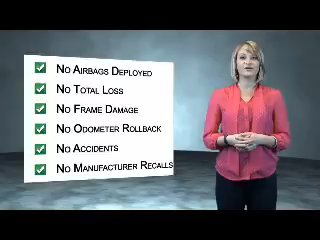 No Airbags Deployed
No Total Loss
No Frame Damage
No Odometer Rollback
No Accidents
No Manufacturer Recalls